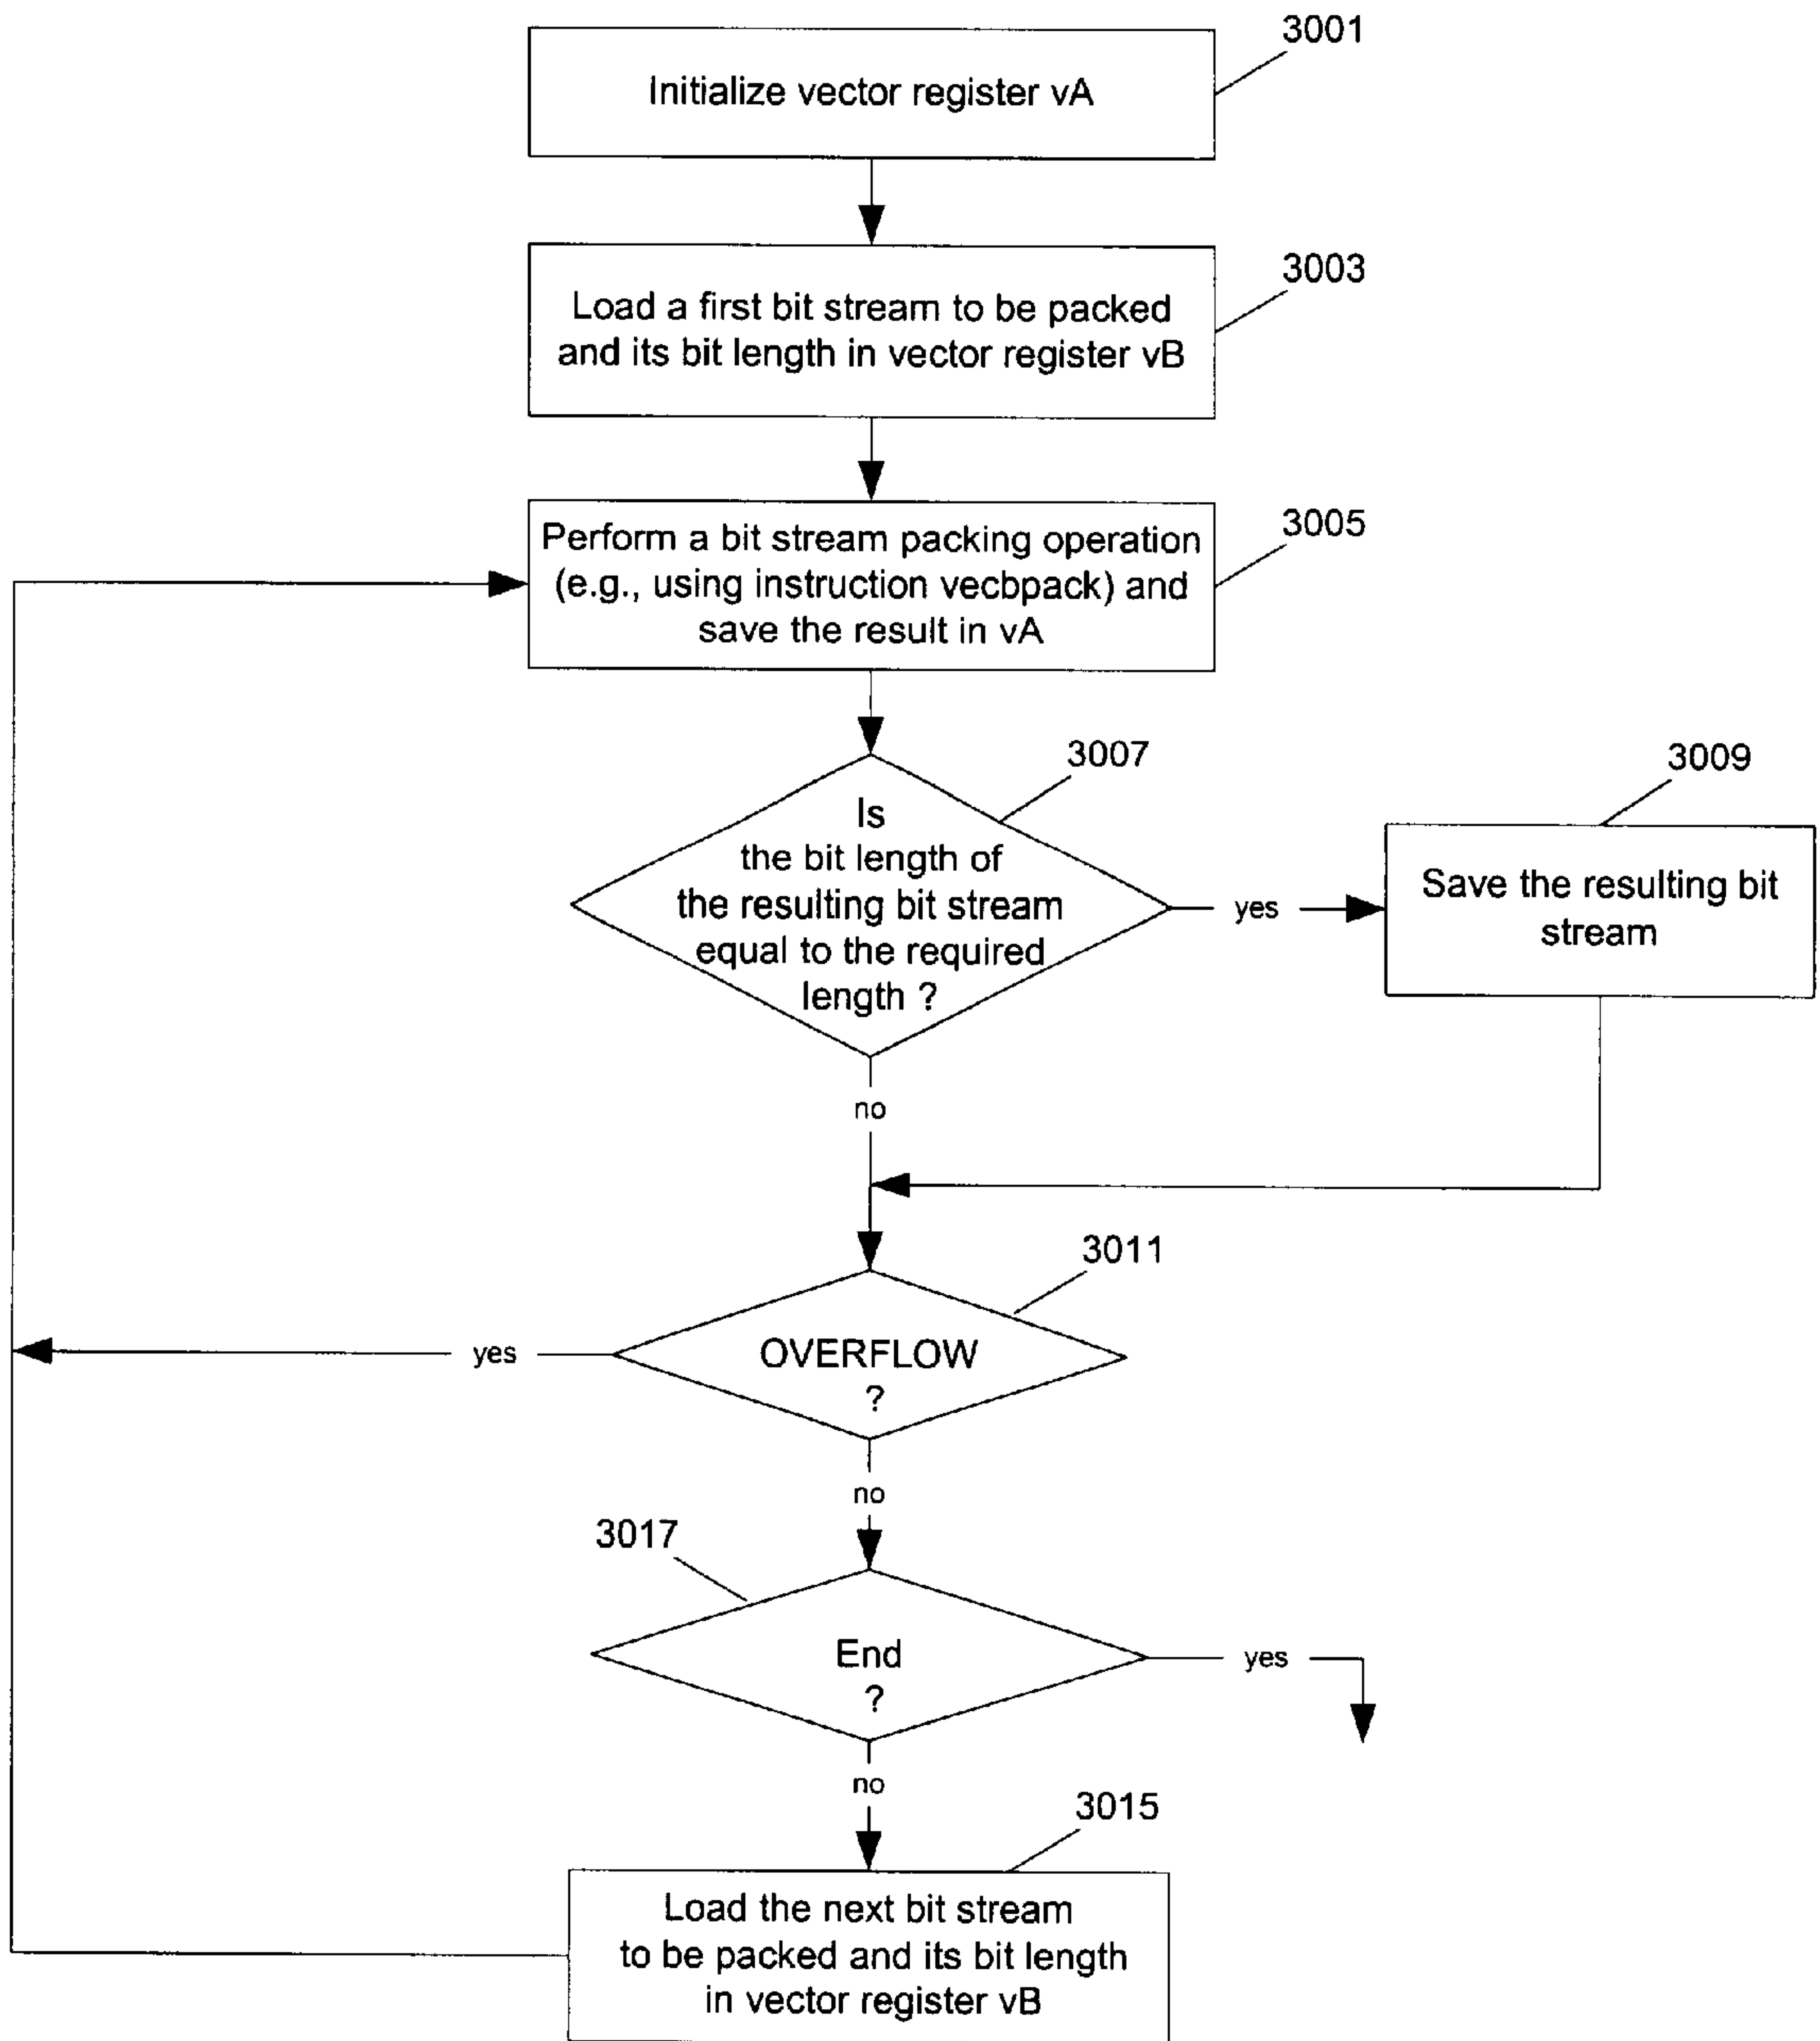 3001
Initialize vector register vA
3003
Load a first bit stream to be packed
and its bit length in vector register vB
3005
Perform a bit stream packing operation
(e.g., using instruction vecbpack) and
save the result in vA
3007
Is
the bit length of
the resulting bit stream
equal to the required
length ?
yes
3009
Save the resulting bit
stream
no
3011
OVERFLOW
?
yes
no
3017
End
?
yes
no
3015
Load the next bit stream
to be packed and its bit length
in vector register vB